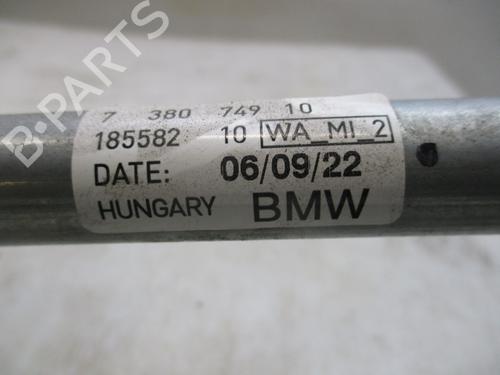 B-PARTS
7 380 749 10
185582 10 WA_MI_2
DATE: 06/09/22
HUNGARY BMW